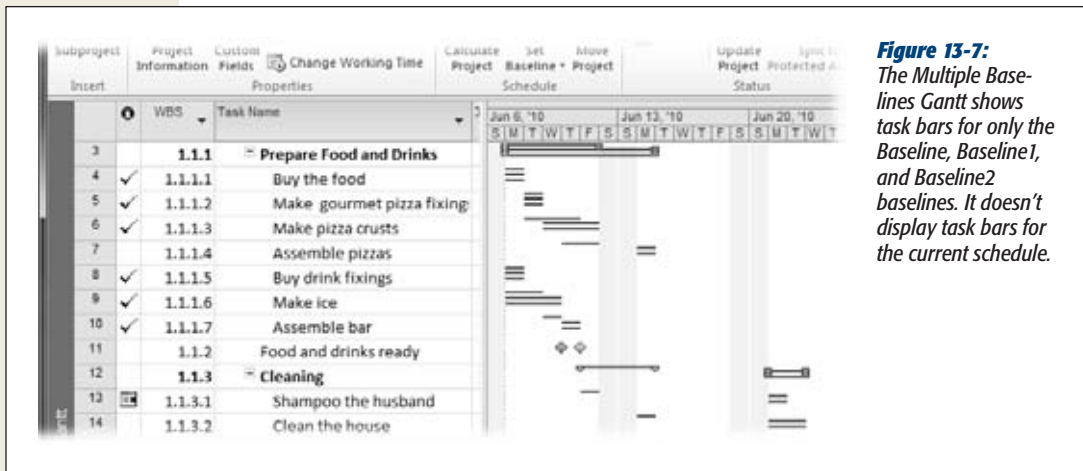 Subproject Project Custom Change Working Time Calculate Set Move Update
Information Fields Project Baseline Project Project Protected
Insert Properties Schedule Status
WBS Task Name Jun 6, '10 Jun 13, '10 Jun 20, '10
S M T W T F S S M T W T F S S M T W T
3 1.1.1 Prepare Food and Drinks
4 1.1.1.1 Buy the food
5 1.1.1.2 Make gourmet pizza fixing
6 1.1.1.3 Make pizza crusts
7 1.1.1.4 Assemble pizzas
8 1.1.1.5 Buy drink fixings
9 1.1.1.6 Make ice
10 1.1.1.7 Assemble bar
11 1.1.2 Food and drinks ready
12 1.1.3 Cleaning
13 1.1.3.1 Shampoo the husband
14 1.1.3.2 Clean the house
Figure 13-7:
The Multiple Base-
lines Gantt shows
task bars for only the
Baseline, Baseline1,
and Baseline2
baselines. It doesn't
display task bars for
the current schedule.